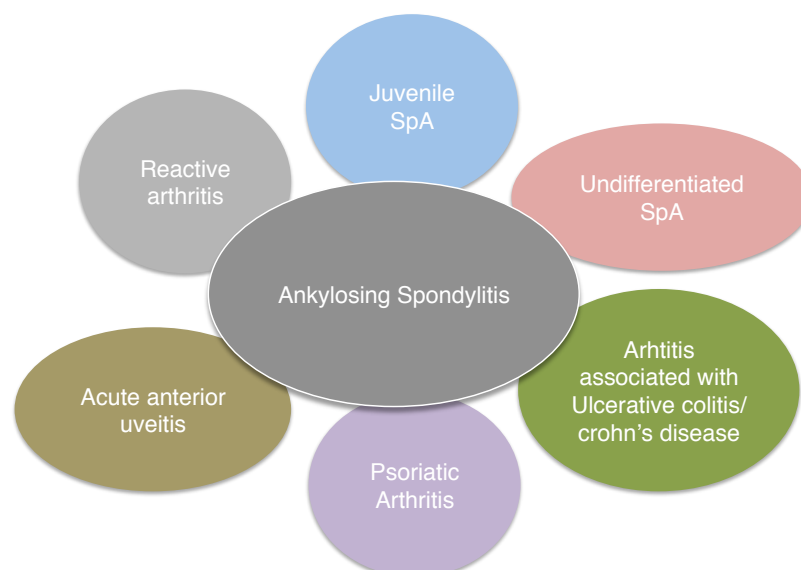 Juvenile
SpA
Reactive
arthritis
Undifferentiated
SpA
Ankylosing Spondylitis
Arhtitis
associated with
Ulcerative colitis/
crohn’s disease
Acute anterior
uveitis
Psoriatic
Arthritis